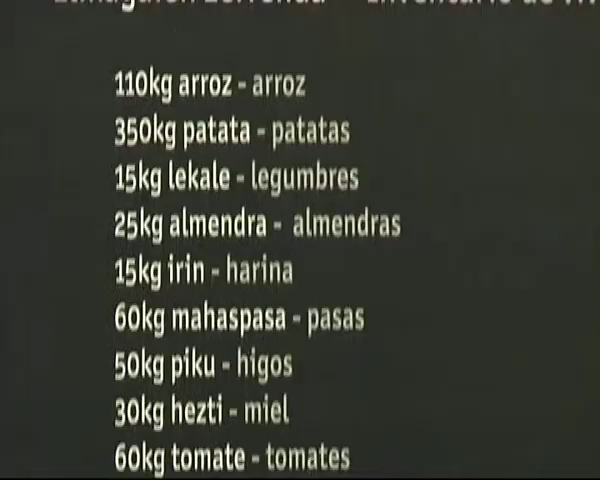 110kg arroz - arroz
350kg patata - patatas
15kg lekale - legumbres
25kg almendra - almendras
15kg irin - harina
60kg mahaspasa - pasas
50kg piku - higos
30kg hezti - miel
60kg tomate - tomates